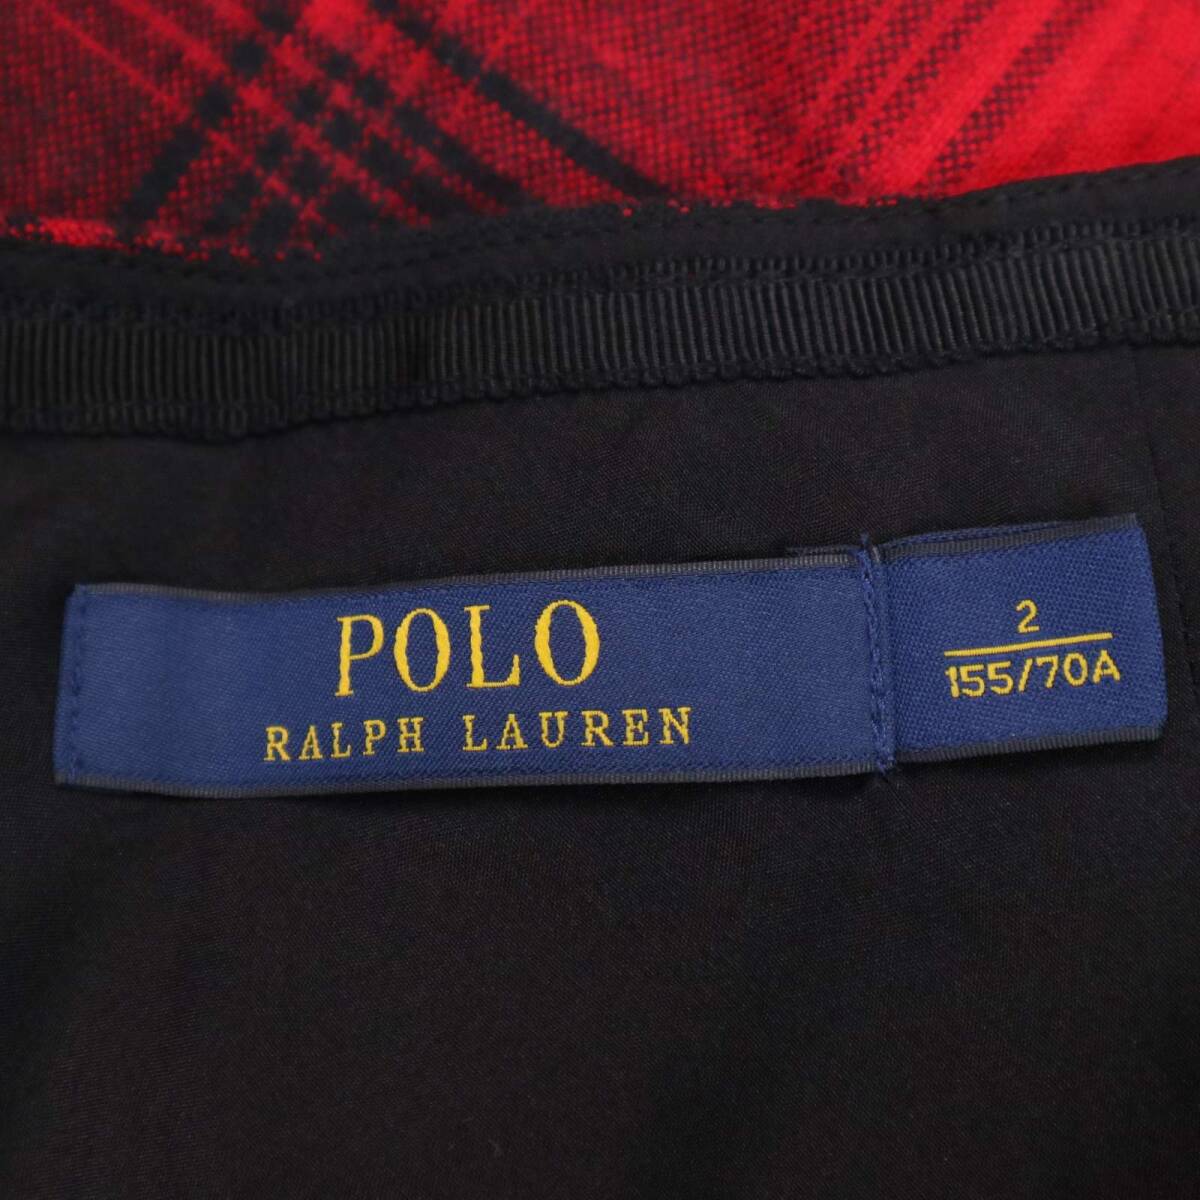 POLO
RALPH LAUREN
2
155/70A